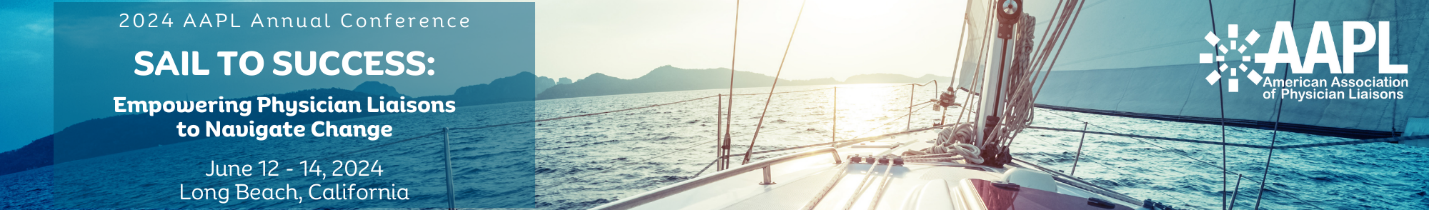 2024 AAPL Annual Conference
SAIL TO SUCCESS:
Empowering Physician Liaisons
to Navigate Change
June 12 - 14, 2024
Long Beach, California
AAPL
American Association
of Physician Liaisons